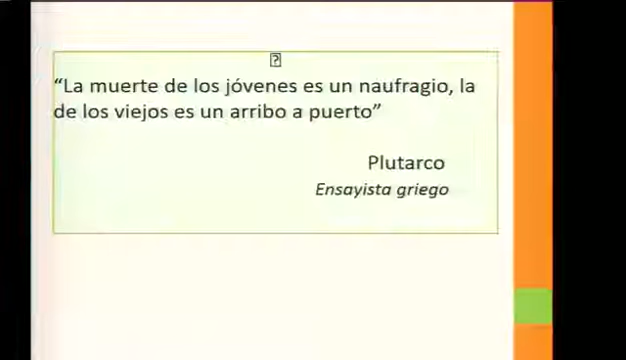 “La muerte de los jóvenes es un naufragio, la
de los viejos es un arribo a puerto”
Plutarco
Ensayista griego